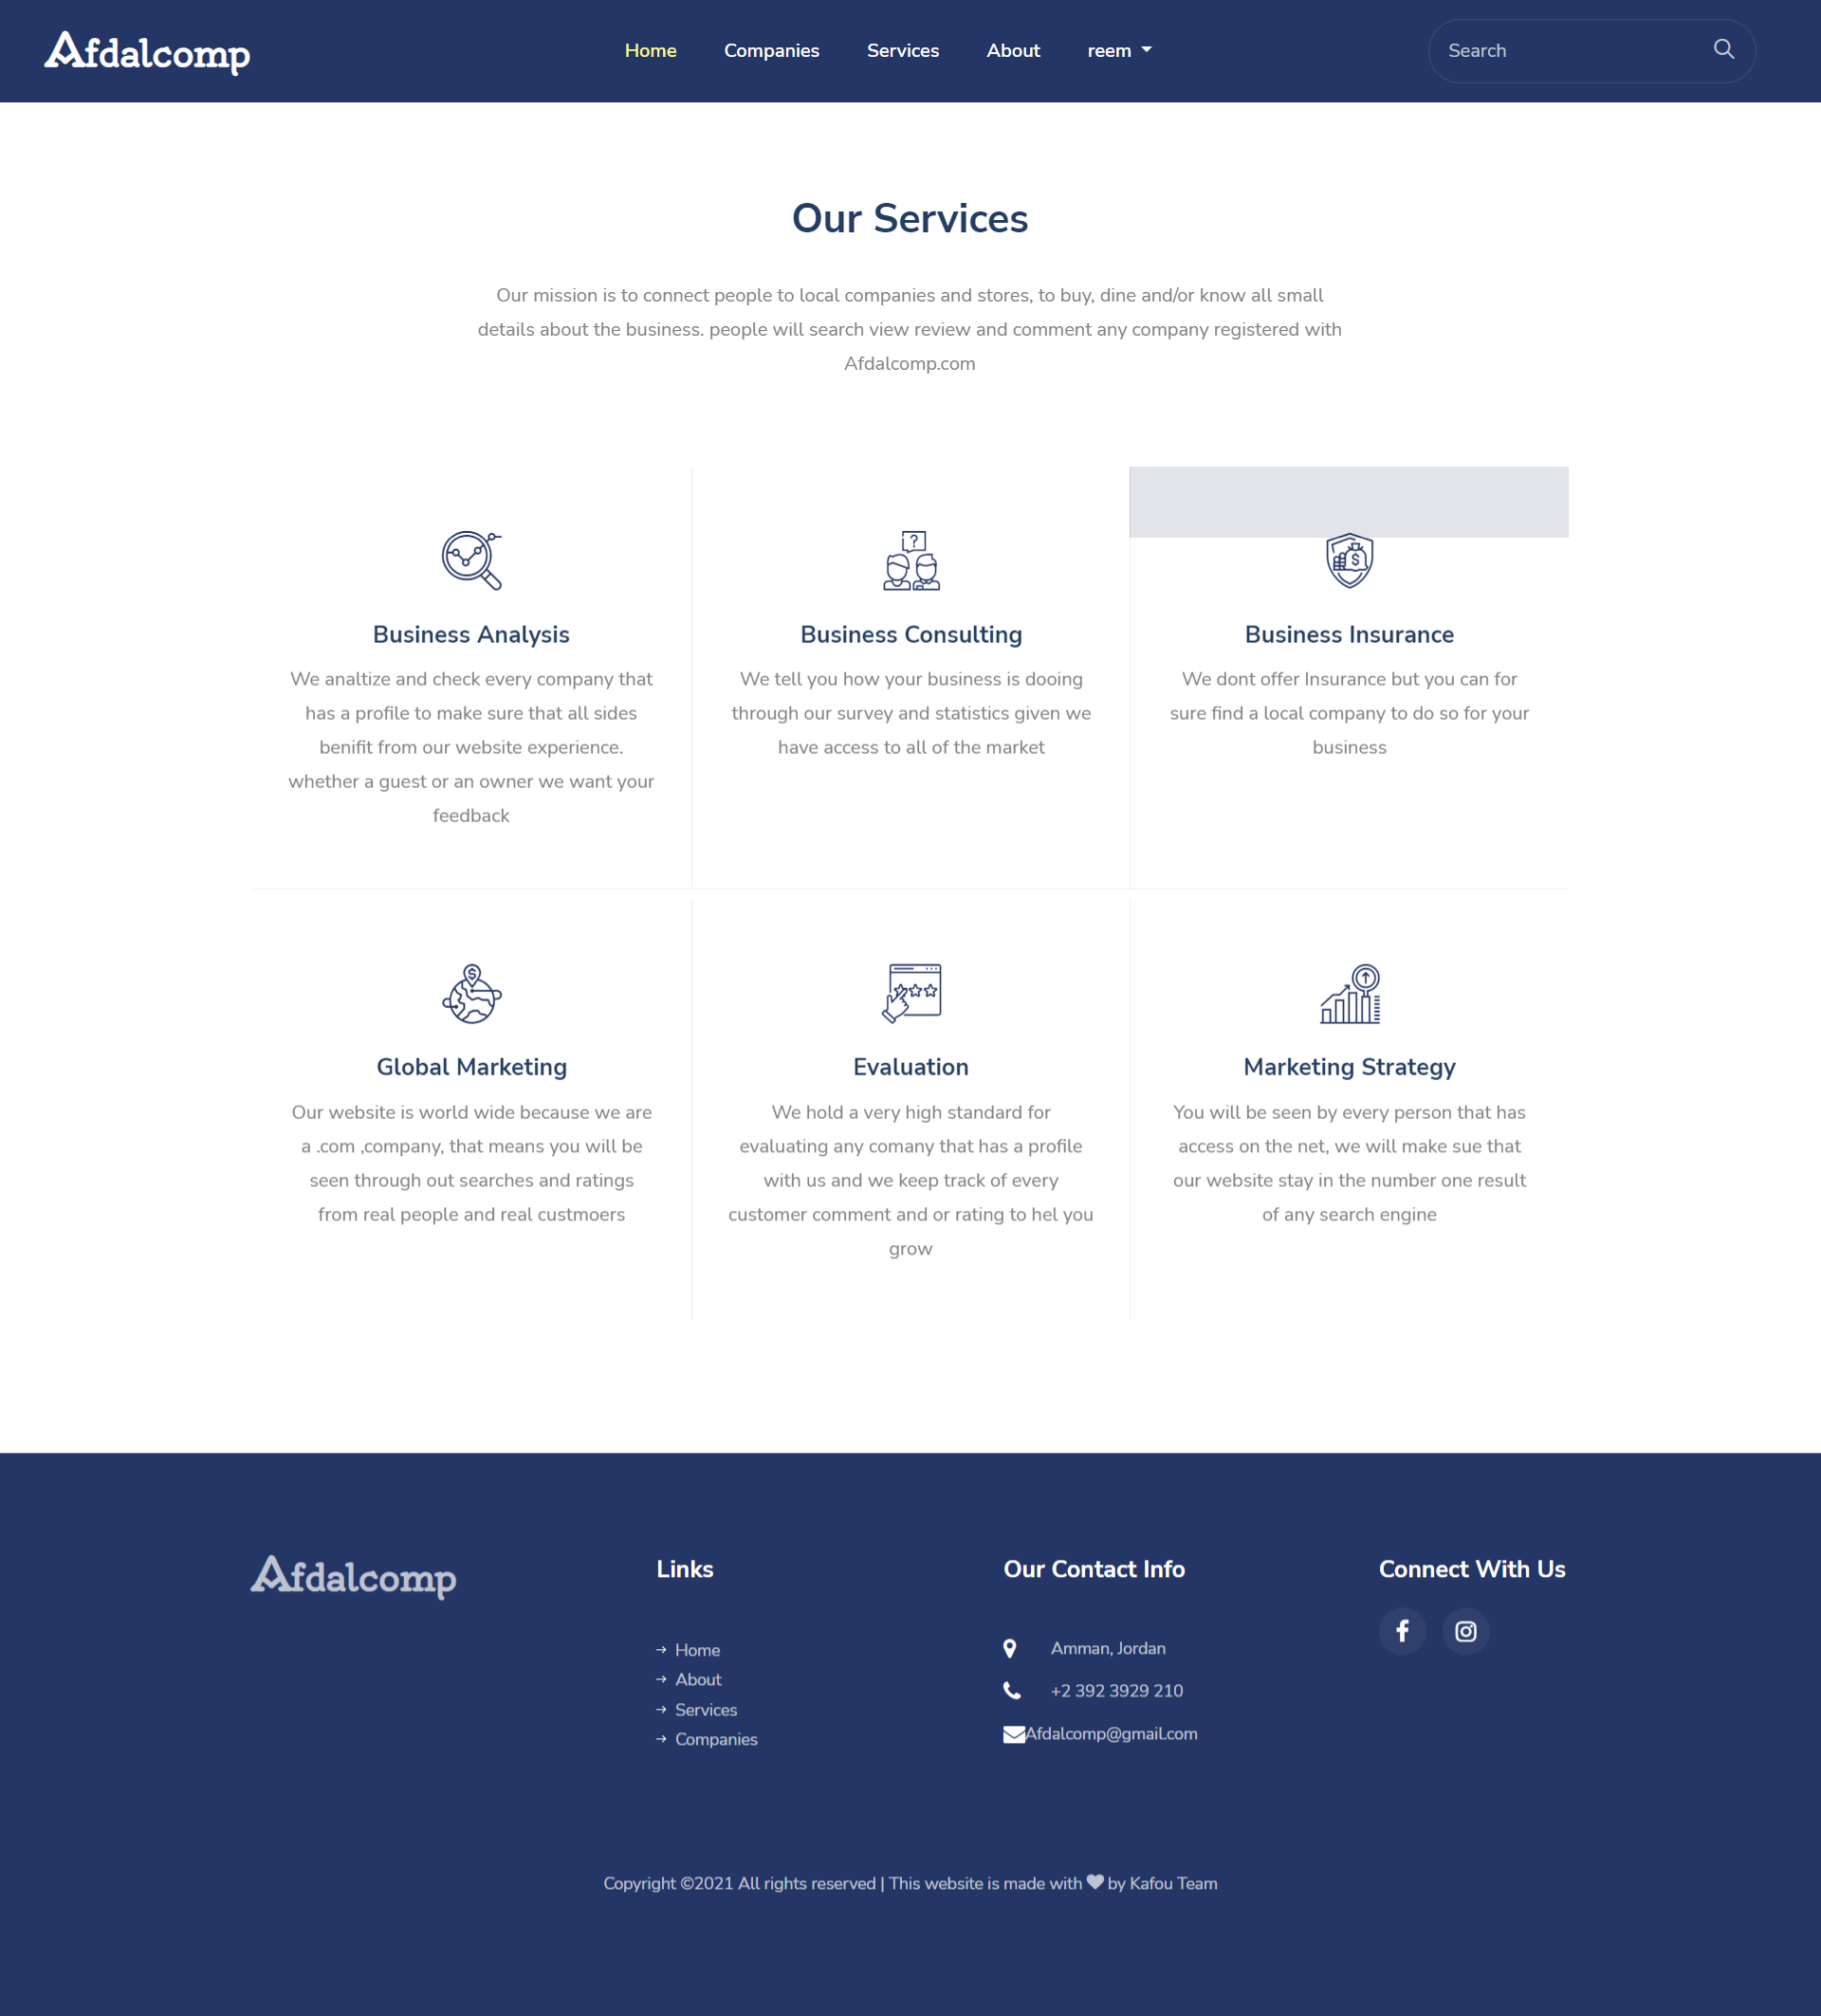 Afdalcomp
Home Companies Services About reem Search
Our Services
Our mission is to connect people to local companies and stores, to buy, dine and/or know all small
details about the business. people will search view review and comment any company registered with
Afdalcomp.com
Business Analysis
We analtize and check every company that
has a profile to make sure that all sides
benifit from our website experience.
whether a guest or an owner we want your
feedback
Business Consulting
We tell you how your business is dooing
through our survey and statistics given we
have access to all of the market
Business Insurance
We dont offer Insurance but you can for
sure find a local company to do so for your
business
Global Marketing
Our website is world wide because we are
a .com ,company, that means you will be
seen through out searches and ratings
from real people and real custmoers
Evaluation
We hold a very high standard for
evaluating any comany that has a profile
with us and we keep track of every
customer comment and or rating to hel you
grow
Marketing Strategy
You will be seen by every person that has
access on the net, we will make sue that
our website stay in the number one result
of any search engine
Afdalcomp
Links
Home
About
Services
Companies
Our Contact Info
Amman, Jordan
+2 392 3929 210
Afdalcomp@gmail.com
Connect With Us
Copyright ©2021 All rights reserved | This website is made with ♥ by Kafou Team